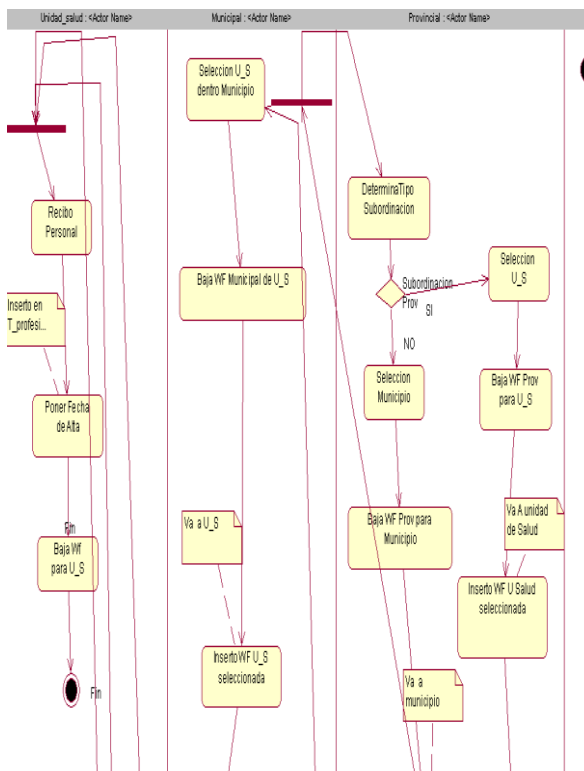 Unidad_salud : <Actor Name>
Municipal : <Actor Name>
Provincial : <Actor Name>
Recibo
Personal
Inserto en
T_profesi...
Poner Fecha
de Alta
Fin
Baja Wf
para U_S
Fin
Seleccion U_S
dentro Municipio
Baja WF Municipal de U_S
Va a U_S
Inserto WF U_S
seleccionada
DeterminaTipo
Subordinacion
Subordinacion
Prov
SI
NO
Seleccion
Municipio
Baja WF Prov para
Municipio
Va a
municipio
Seleccion
U_S
Baja WF Prov
para U_S
Va A unidad
de Salud
Inserto WF U Salud
seleccionada